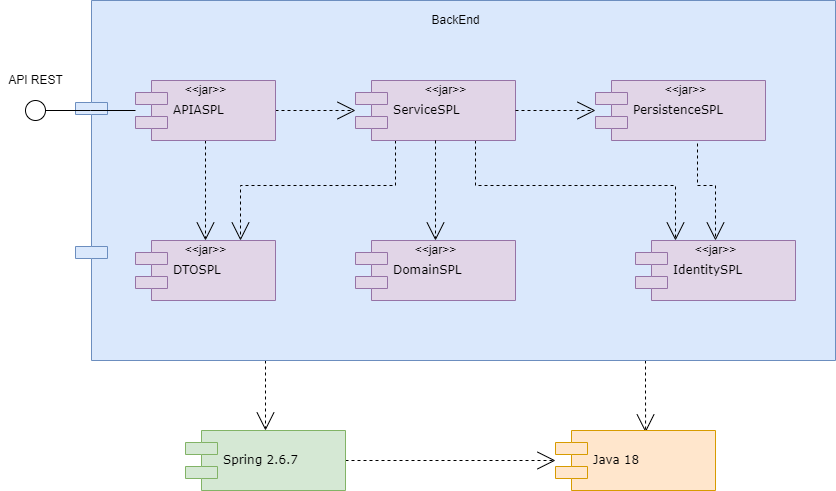 BackEnd
API REST
<<jar>>
APIASPL
<<jar>>
ServiceSPL
<<jar>>
PersistenceSPL
<<jar>>
DTOSPL
<<jar>>
DomainSPL
<<jar>>
IdentitySPL
Spring 2.6.7
Java 18